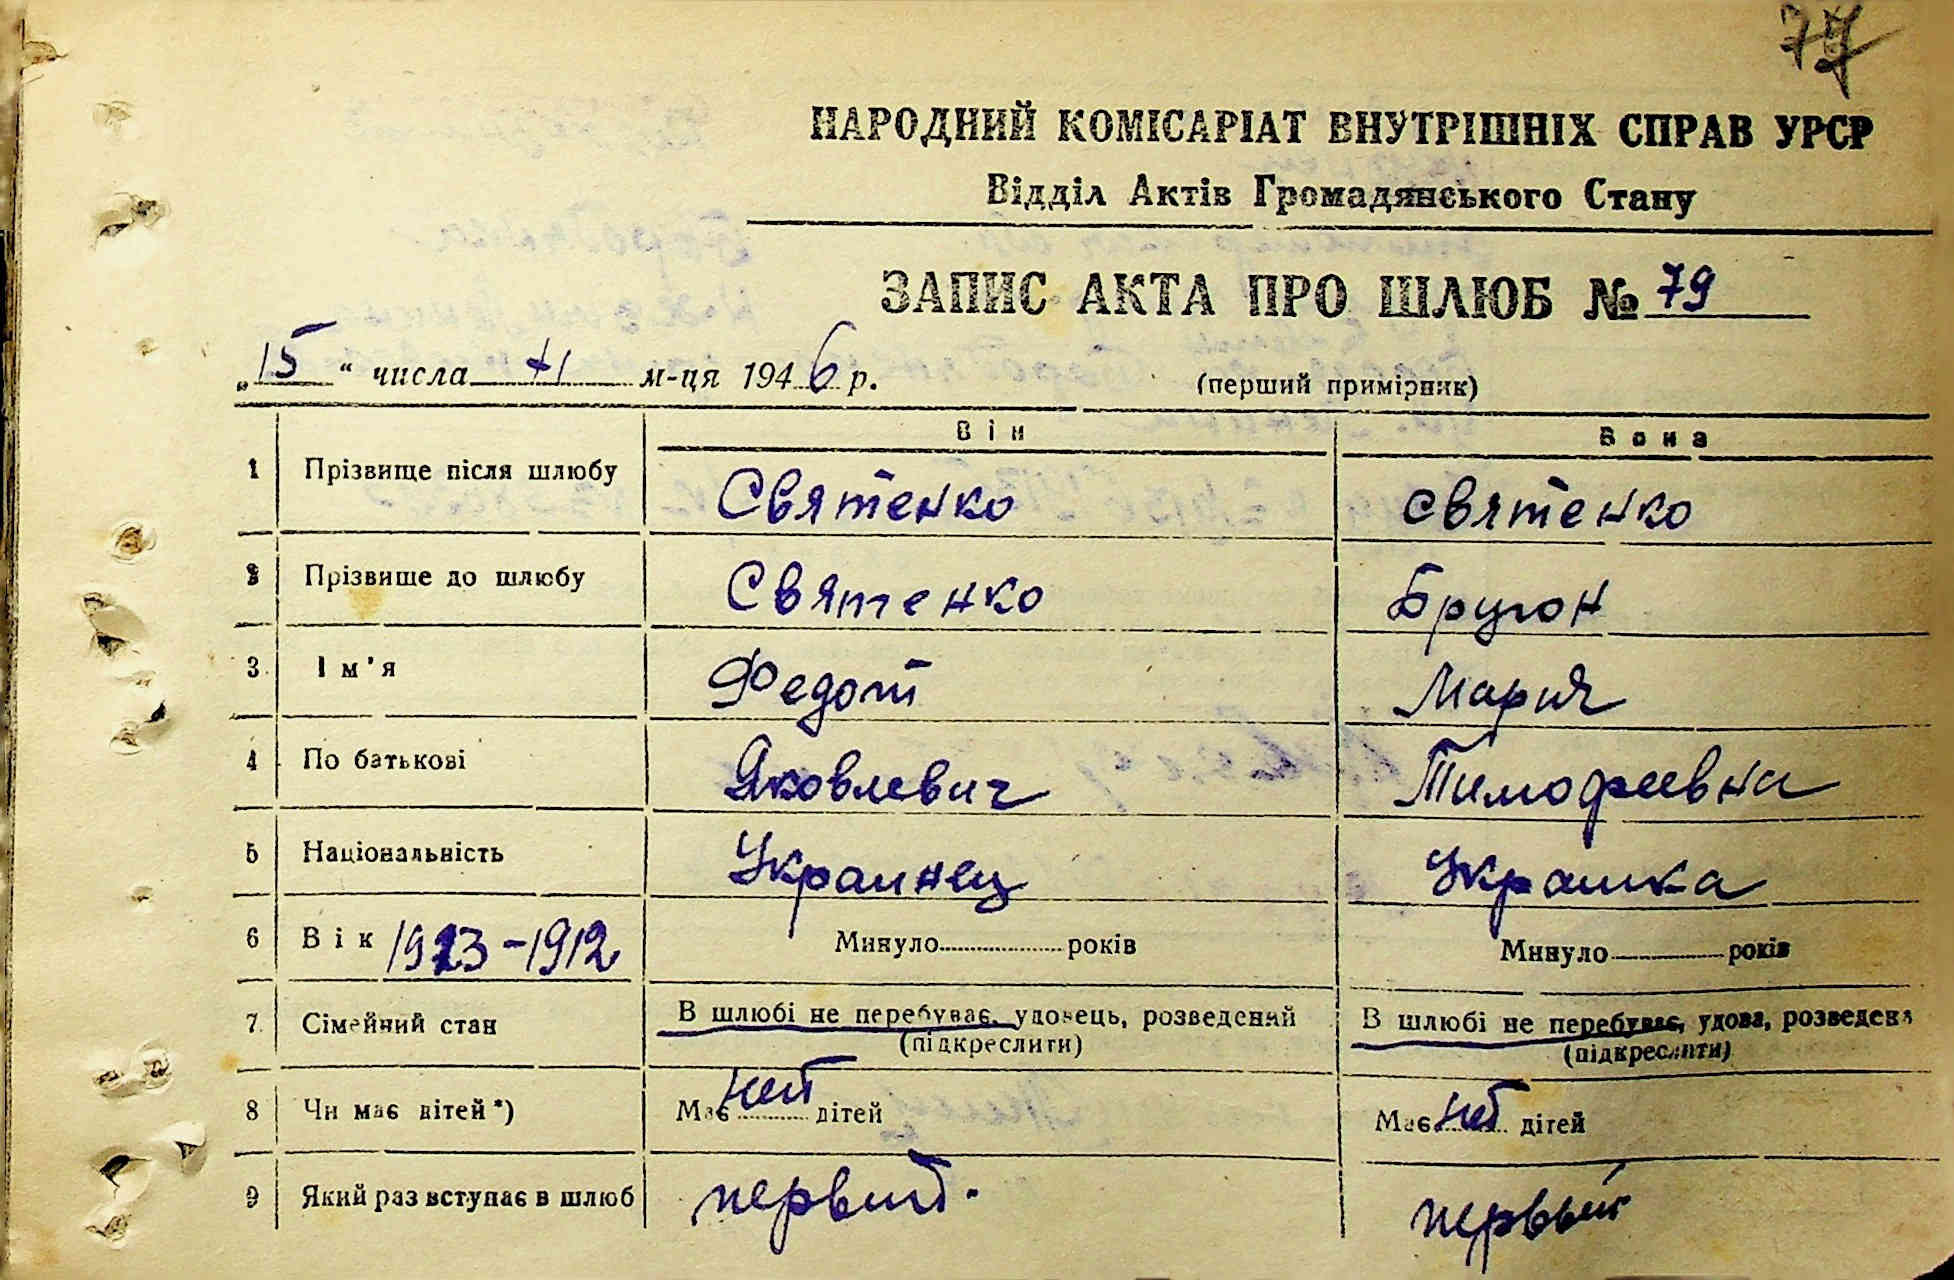 НАРОДНИЙ КОМІСАРІАТ ВНУТРІШНІХ СПРАВ УРСР
Відділ Актів Громадянського Стану
ЗАПИС АКТА ПРО ШЛЮБ № 79
„15“ числа м-ця 1946 р. (перший примірник)
Він Вона
1 Прізвище після шлюбу Святенко Святенко
2 Прізвище до шлюбу Святенко Бругон
3. Ім'я Федот Мария
4 По батькові Яковлевич Тимофеевна
5 Національність Украинец Украинка
6 Вік 1913-1912 Минуло років Минуло років
7. Сімейний стан В шлюбі не перебуває, удовець, розведений В шлюбі не перебуває, удова, розведена
(підкреслити) (підкреслити)
8 Чи має дітей*) Має нет дітей Має нет дітей
9 Який раз вступає в шлюб первый. первый